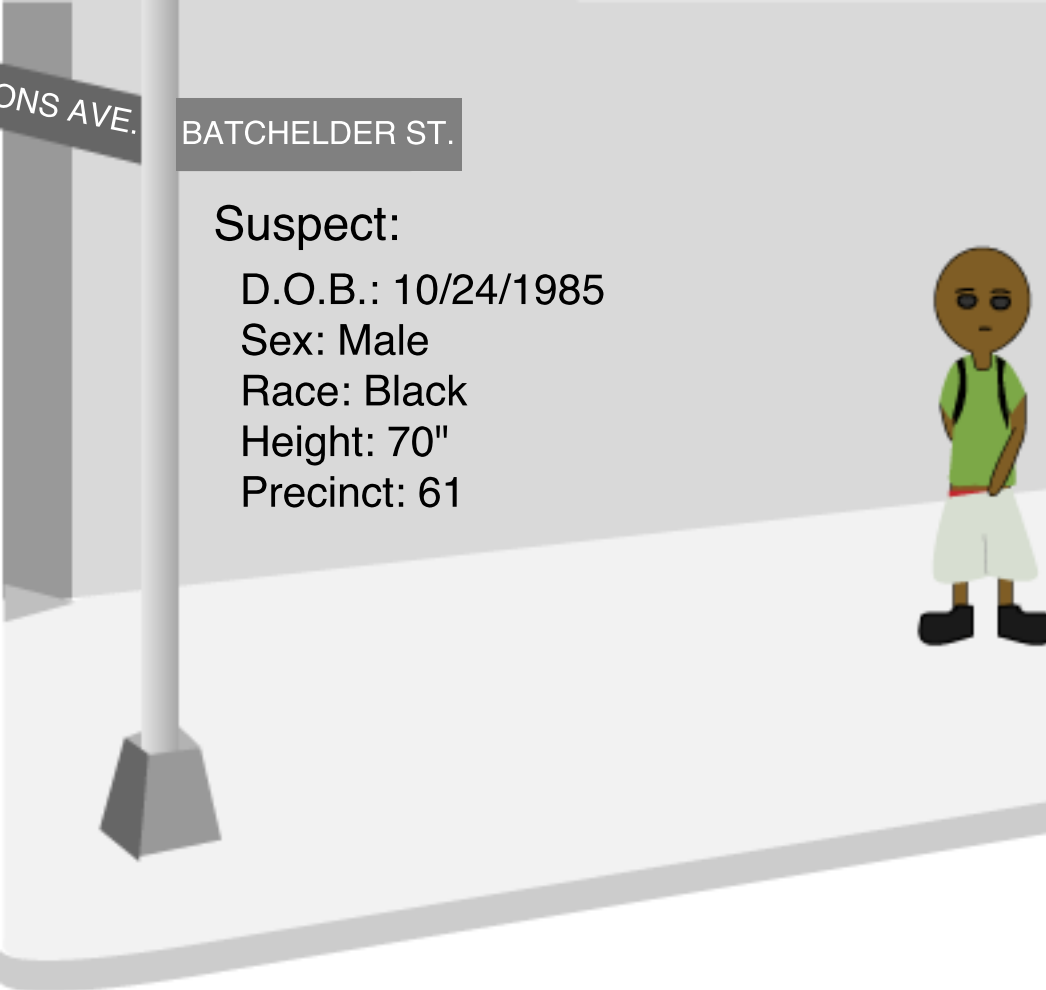 ONS AVE.
BATCHELDER ST.
Suspect:
D.O.B.: 10/24/1985
Sex: Male
Race: Black
Height: 70"
Precinct: 61